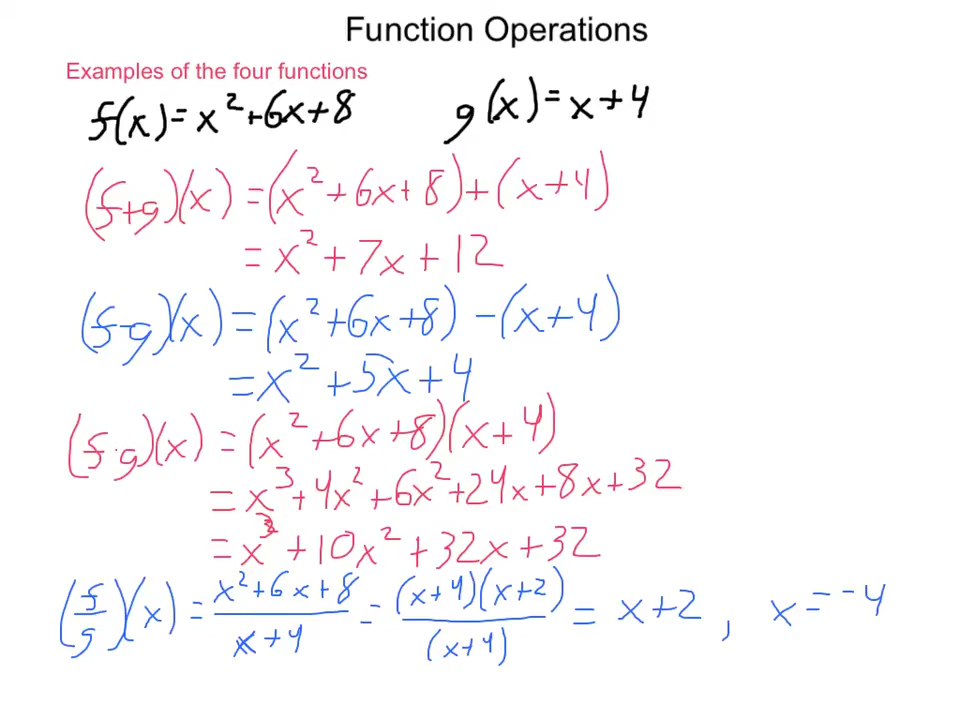 Function Operations
Examples of the four functions
f(x)=x²+6x+8 g(x)=x+4
(f+g)(x)=(x²+6x+8)+(x+4)
=x²+7x+12
(f-g)(x)=(x²+6x+8)-(x+4)
=x²+5x+4
(f·g)(x)=(x²+6x+8)(x+4)
=x³+4x²+6x²+24x+8x+32
=x³+10x²+32x+32
(f/g)(x)=(x²+6x+8)/(x+4)=((x+4)(x+2))/(x+4)=x+2, x=-4